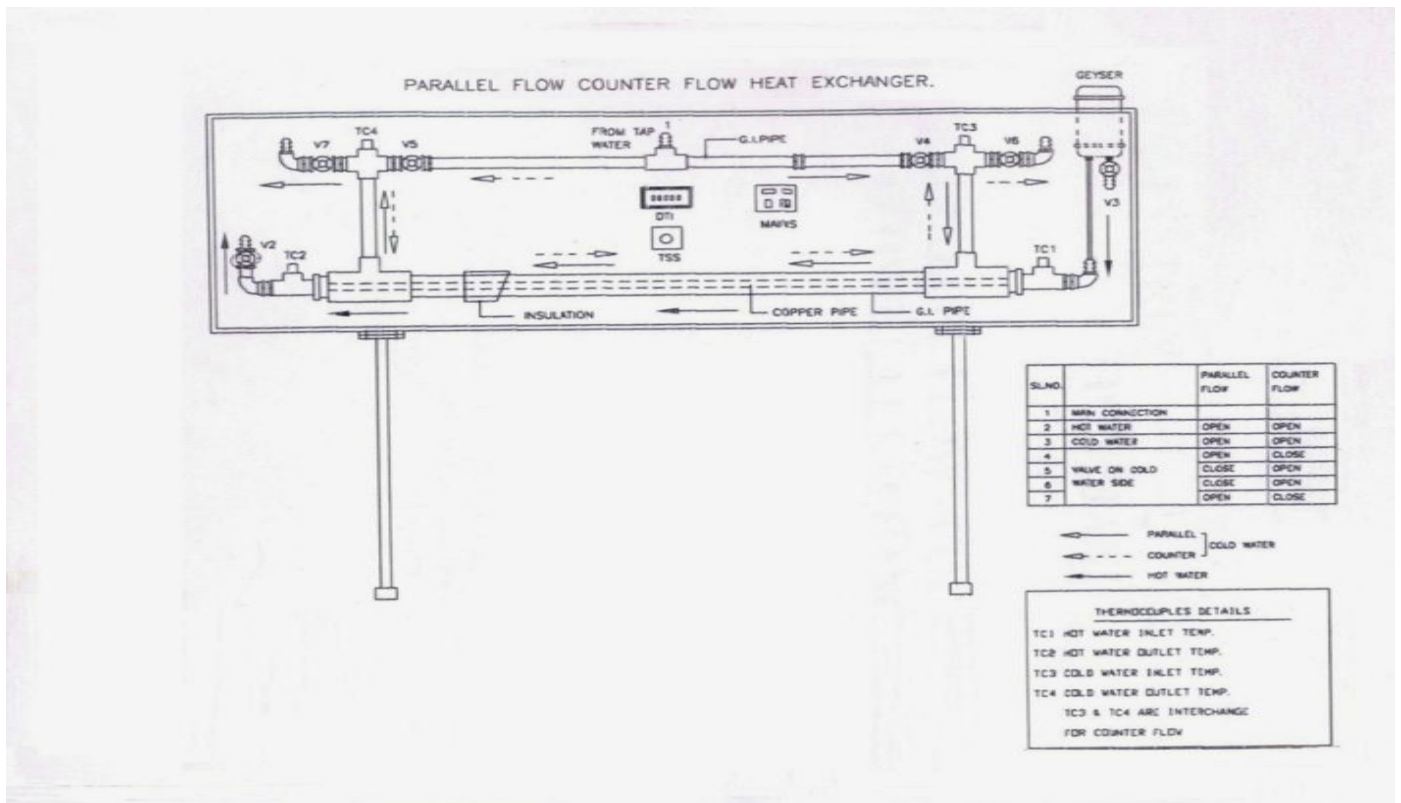 PARALLEL FLOW COUNTER FLOW HEAT EXCHANGER.
GEYSER
V7
TC4
V5
FROM TAP
WATER
1
G.I.PIPE
V4
TC3
V6
V3
DTI
MAINS
TSS
V2
TC2
TC1
INSULATION
COPPER PIPE
G.I. PIPE
SL.NO. PARALLEL FLOW COUNTER FLOW
1 MAIN CONNECTION
2 HOT WATER OPEN OPEN
3 COLD WATER OPEN OPEN
4 OPEN CLOSE
5 VALVE ON COLD CLOSE OPEN
6 WATER SIDE CLOSE OPEN
7 OPEN CLOSE
PARALLEL
COUNTER
COLD WATER
HOT WATER
THERMOCOUPLES DETAILS
TC1 HOT WATER INLET TEMP.
TC2 HOT WATER OUTLET TEMP.
TC3 COLD WATER INLET TEMP.
TC4 COLD WATER OUTLET TEMP.
TC3 & TC4 ARE INTERCHANGE
FOR COUNTER FLOW